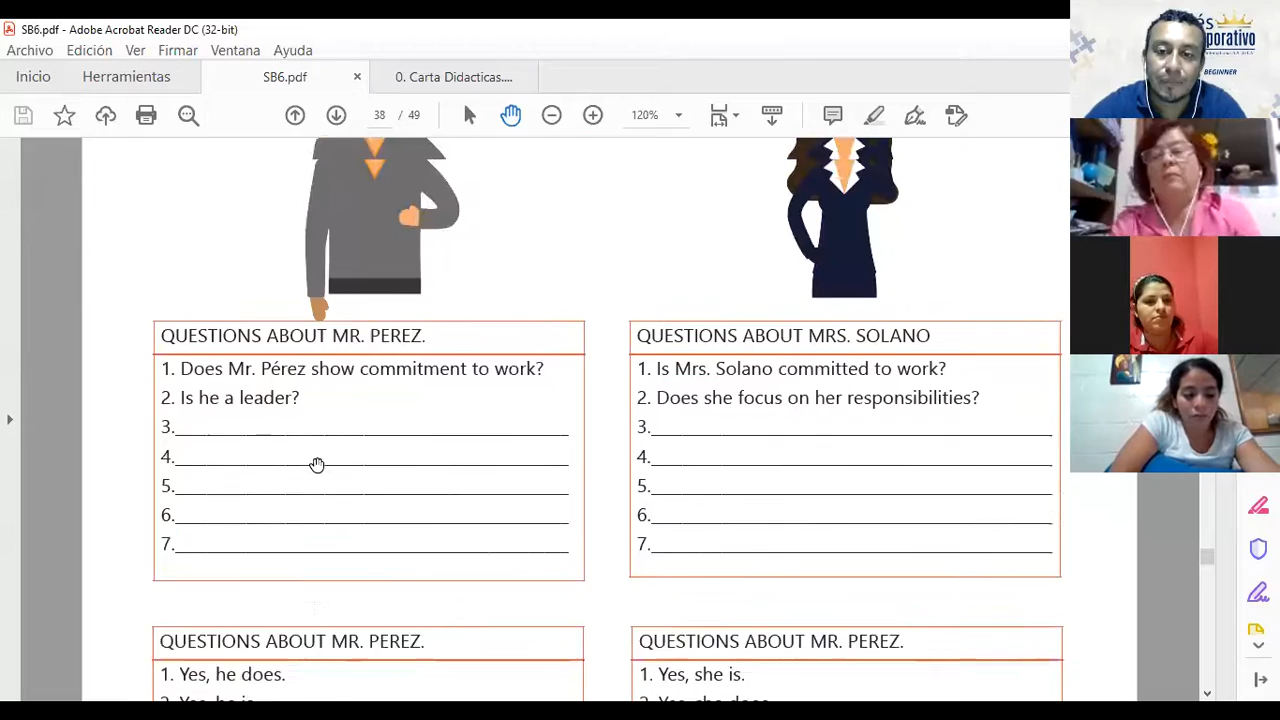 SB6.pdf - Adobe Acrobat Reader DC (32-bit)
Archivo Edición Ver Firmar Ventana Ayuda
Inicio Herramientas SB6.pdf × 0. Carta Didacticas....
38 / 49 120%
QUESTIONS ABOUT MR. PEREZ.
1. Does Mr. Pérez show commitment to work?
2. Is he a leader?
3.
4.
5.
6.
7.
QUESTIONS ABOUT MRS. SOLANO
1. Is Mrs. Solano committed to work?
2. Does she focus on her responsibilities?
3.
4.
5.
6.
7.
QUESTIONS ABOUT MR. PEREZ.
1. Yes, he does.
QUESTIONS ABOUT MR. PEREZ.
1. Yes, she is.
BEGINNER